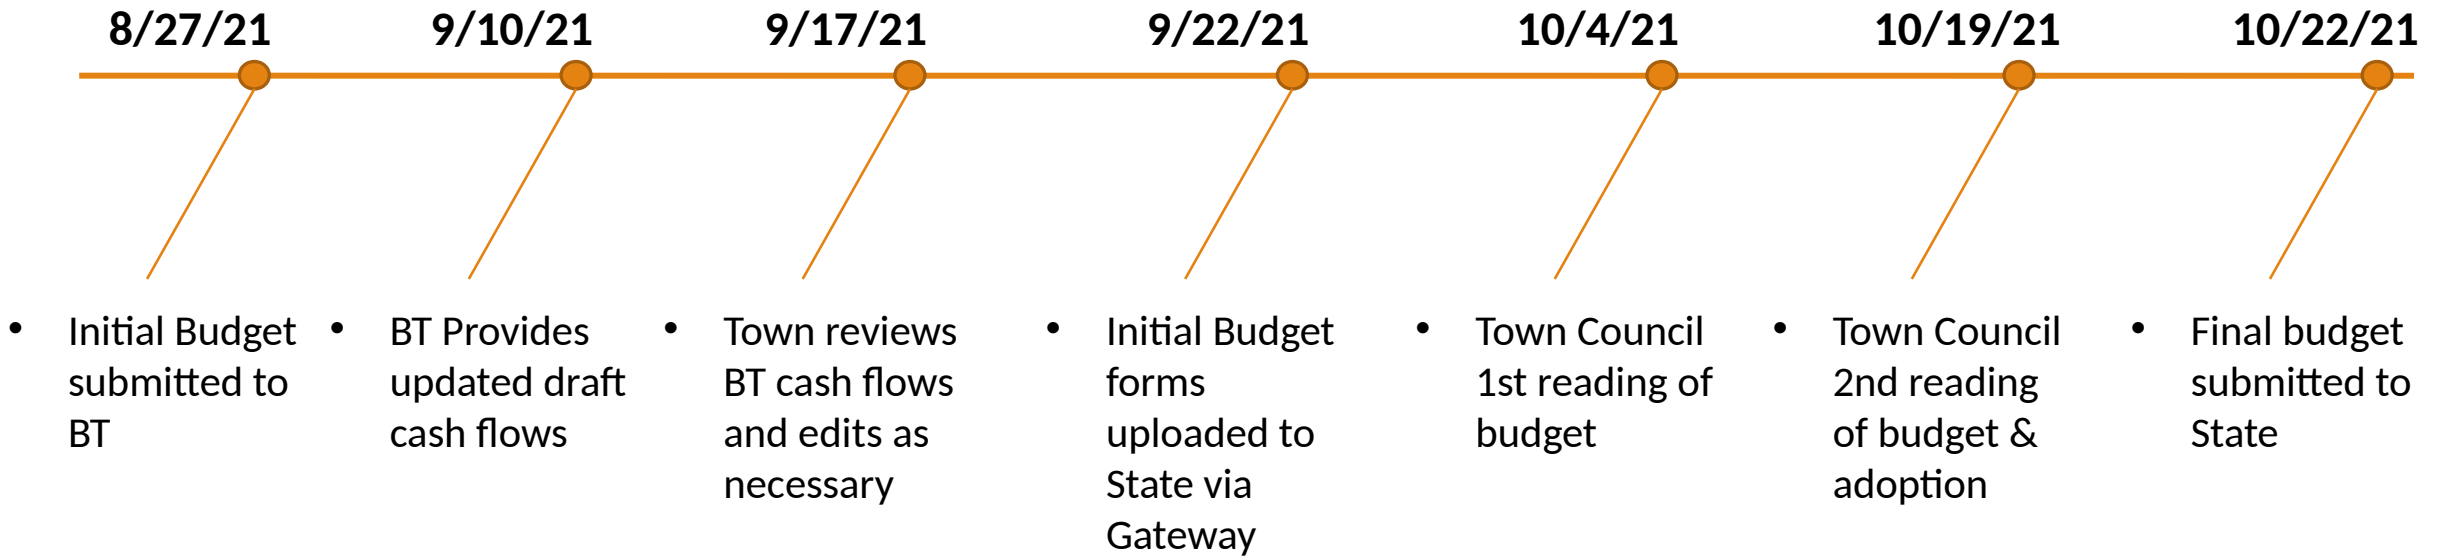 8/27/21
9/10/21
9/17/21
9/22/21
10/4/21
10/19/21
10/22/21
• Initial Budget
submitted to
BT
• BT Provides
updated draft
cash flows
• Town reviews
BT cash flows
and edits as
necessary
• Initial Budget
forms
uploaded to
State via
Gateway
• Town Council
1st reading of
budget
• Town Council
2nd reading
of budget &
adoption
• Final budget
submitted to
State